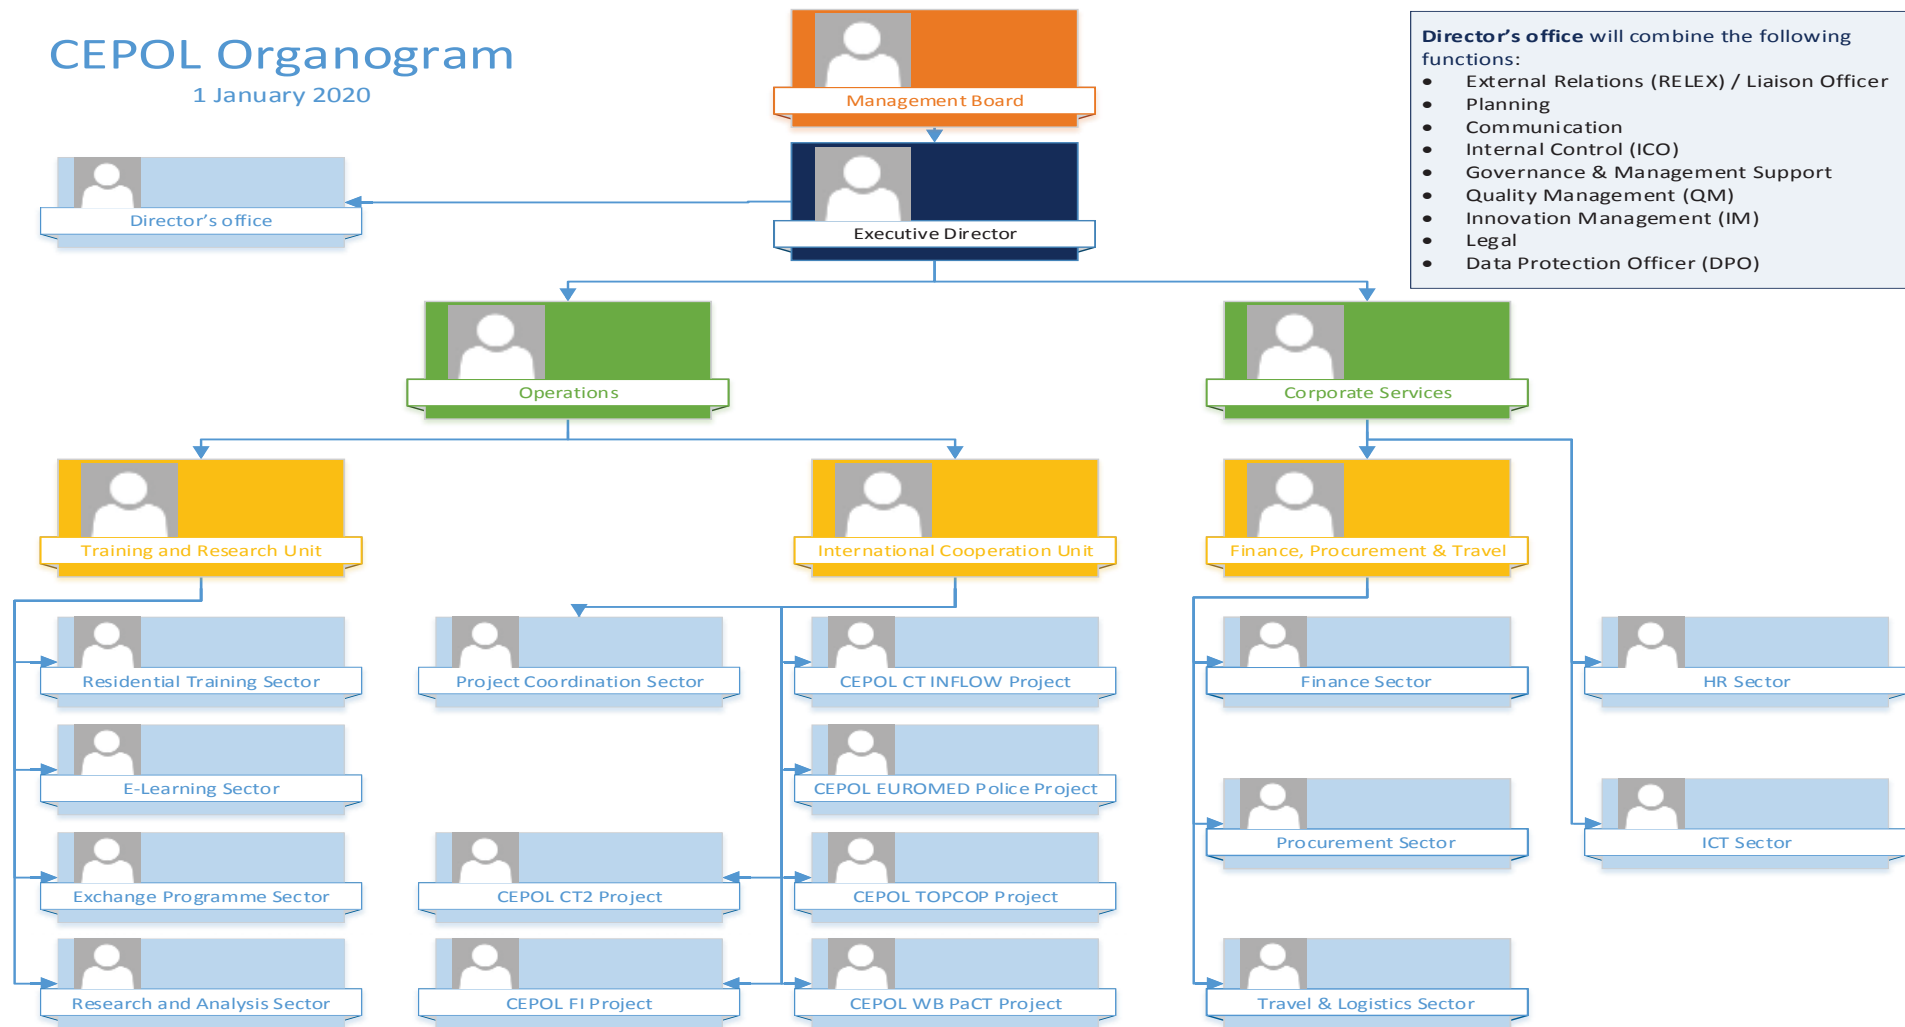 CEPOL Organogram
1 January 2020
Management Board
Director's office will combine the following
functions:
• External Relations (RELEX) / Liaison Officer
• Planning
• Communication
• Internal Control (ICO)
• Governance & Management Support
• Quality Management (QM)
• Innovation Management (IM)
• Legal
• Data Protection Officer (DPO)
Director's office
Executive Director
Operations
Corporate Services
Training and Research Unit
International Cooperation Unit
Finance, Procurement & Travel
Residential Training Sector
Project Coordination Sector
CEPOL CT INFLOW Project
Finance Sector
HR Sector
E-Learning Sector
CEPOL EUROMED Police Project
Procurement Sector
ICT Sector
Exchange Programme Sector
CEPOL CT2 Project
CEPOL TOPCOP Project
Research and Analysis Sector
CEPOL FI Project
CEPOL WB PaCT Project
Travel & Logistics Sector